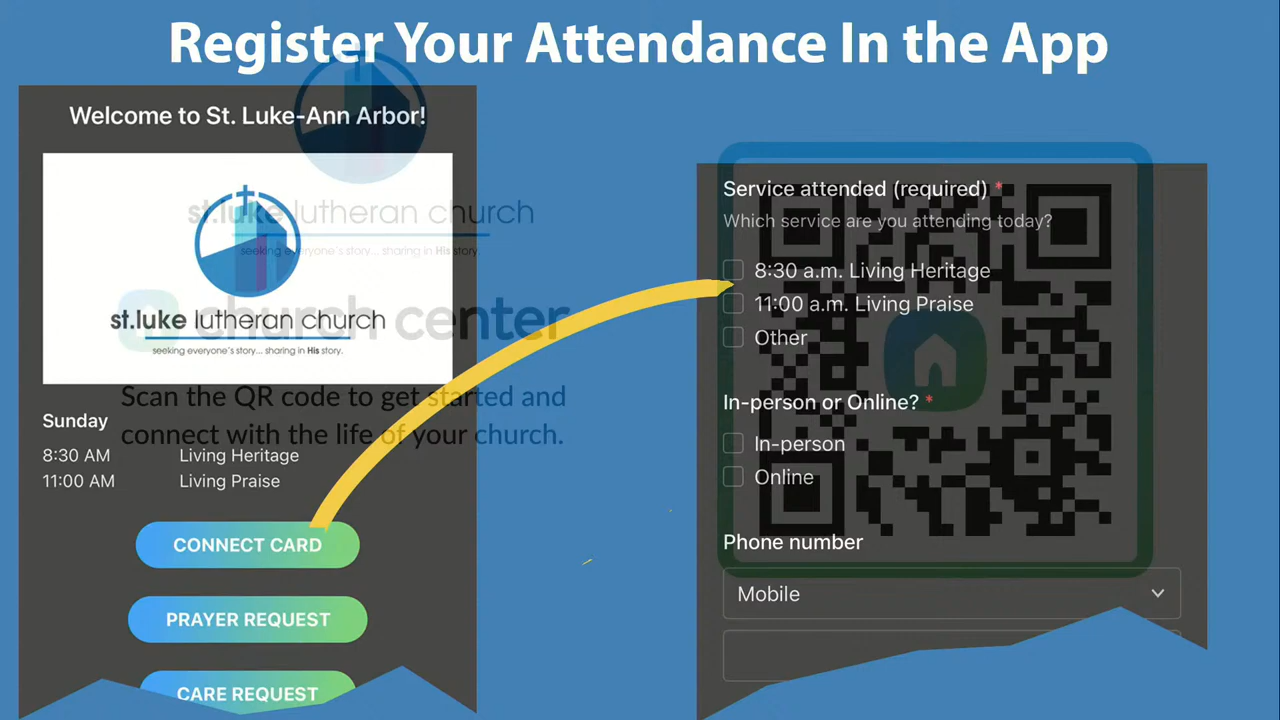 Register Your Attendance In the App
Welcome to St. Luke-Ann Arbor!
st.luke lutheran church
seeking everyone's story... sharing in His story.
church center
st.luke lutheran church
seeking everyone's story... sharing in His story.
Scan the QR code to get started and
connect with the life of your church.
Sunday
8:30 AM Living Heritage
11:00 AM Living Praise
CONNECT CARD
PRAYER REQUEST
CARE REQUEST
Service attended (required) *
Which service are you attending today?
8:30 a.m. Living Heritage
11:00 a.m. Living Praise
Other
In-person or Online? *
In-person
Online
Phone number
Mobile